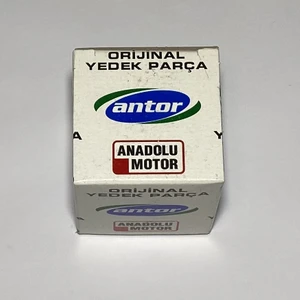 ORİJİNAL
YEDEK PARÇA
antor
ANADOLU
MOTOR
ORİJİNAL
YEDEK PARÇA
antor
ANADOLU
MOTOR